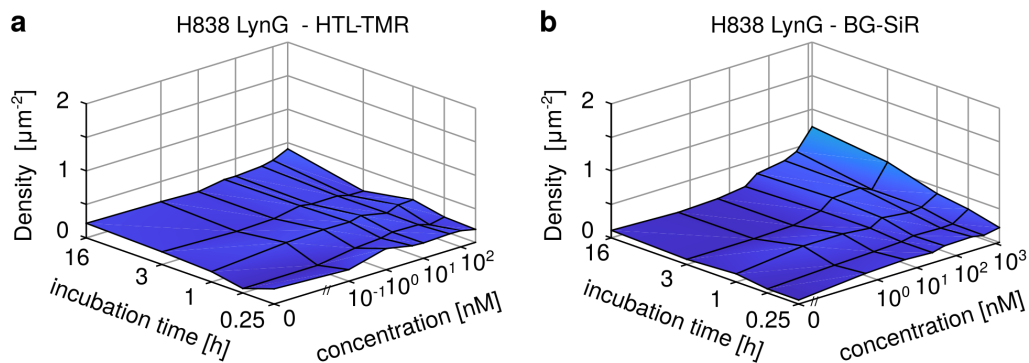 a
H838 LynG - HTL-TMR
Density [µm-2]
2
1
0
16
3
1
0.25
incubation time [h]
0
10-1
100
101
102
concentration [nM]
b
H838 LynG - BG-SiR
Density [µm-2]
2
1
0
16
3
1
0.25
incubation time [h]
0
100
101
102
103
concentration [nM]